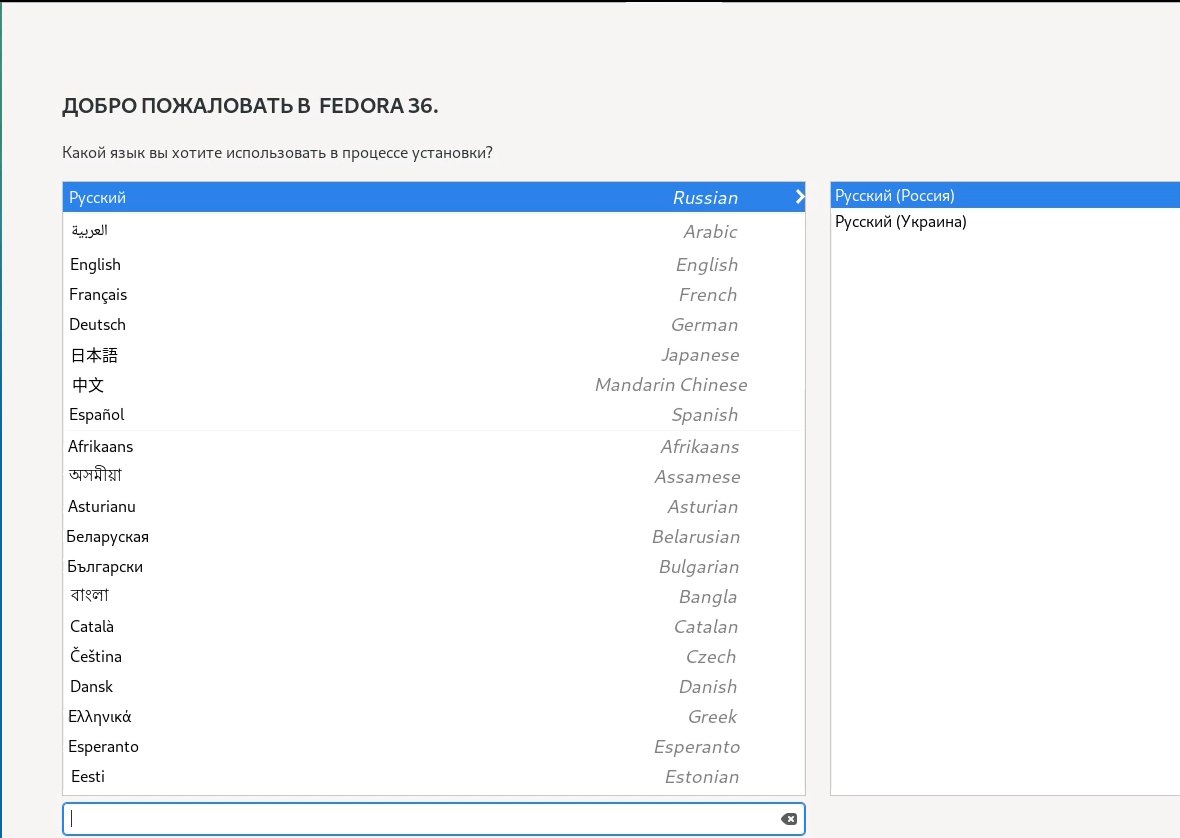 ДОБРО ПОЖАЛОВАТЬ В FEDORA 36.
Какой язык вы хотите использовать в процессе установки?
Русский Russian
العربية Arabic
English English
Français French
Deutsch German
日本語 Japanese
中文 Mandarin Chinese
Español Spanish
Afrikaans Afrikaans
অসমীয়া Assamese
Asturianu Asturian
Беларуская Belarusian
Български Bulgarian
বাংলা Bangla
Català Catalan
Čeština Czech
Dansk Danish
Ελληνικά Greek
Esperanto Esperanto
Eesti Estonian
Русский (Россия)
Русский (Украина)